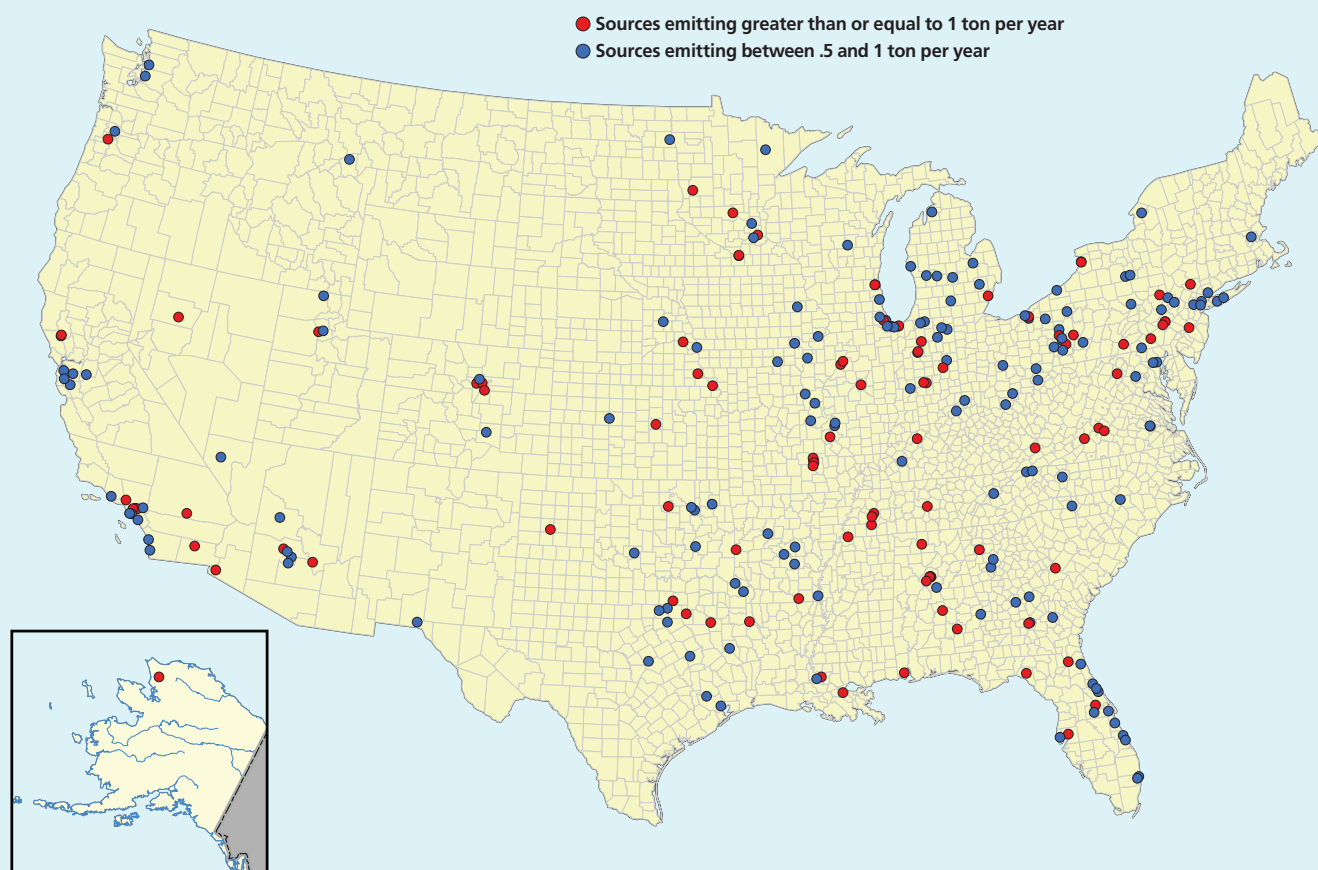 Sources emitting greater than or equal to 1 ton per year
Sources emitting between .5 and 1 ton per year